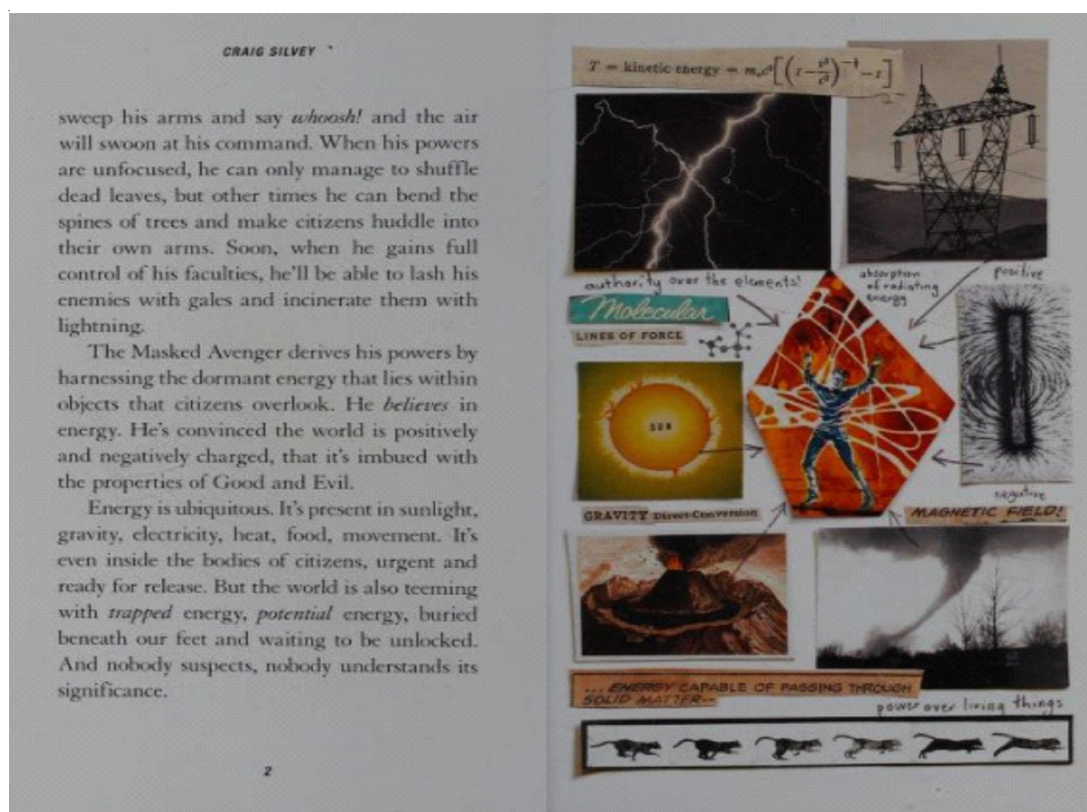 CRAIG SILVEY
sweep his arms and say whoosh! and the air
will swoon at his command. When his powers
are unfocused, he can only manage to shuffle
dead leaves, but other times he can bend the
spines of trees and make citizens huddle into
their own arms. Soon, when he gains full
control of his faculties, he'll be able to lash his
enemies with gales and incinerate them with
lightning.
The Masked Avenger derives his powers by
harnessing the dormant energy that lies within
objects that citizens overlook. He believes in
energy. He's convinced the world is positively
and negatively charged, that it's imbued with
the properties of Good and Evil.
Energy is ubiquitous. It's present in sunlight,
gravity, electricity, heat, food, movement. It's
even inside the bodies of citizens, urgent and
ready for release. But the world is also teeming
with trapped energy, potential energy, buried
beneath our feet and waiting to be unlocked.
And nobody suspects, nobody understands its
significance.
2
T = kinetic energy = m₀c²[(1−v²/c²)^−½−1]
authority over the elements!
absorption
of radiating
energy
positive
Molecular
LINES OF FORCE
SUN
negative
GRAVITY Direct-Conversion
MAGNETIC FIELD!
...ENERGY CAPABLE OF PASSING THROUGH
SOLID MATTER--
power over living things